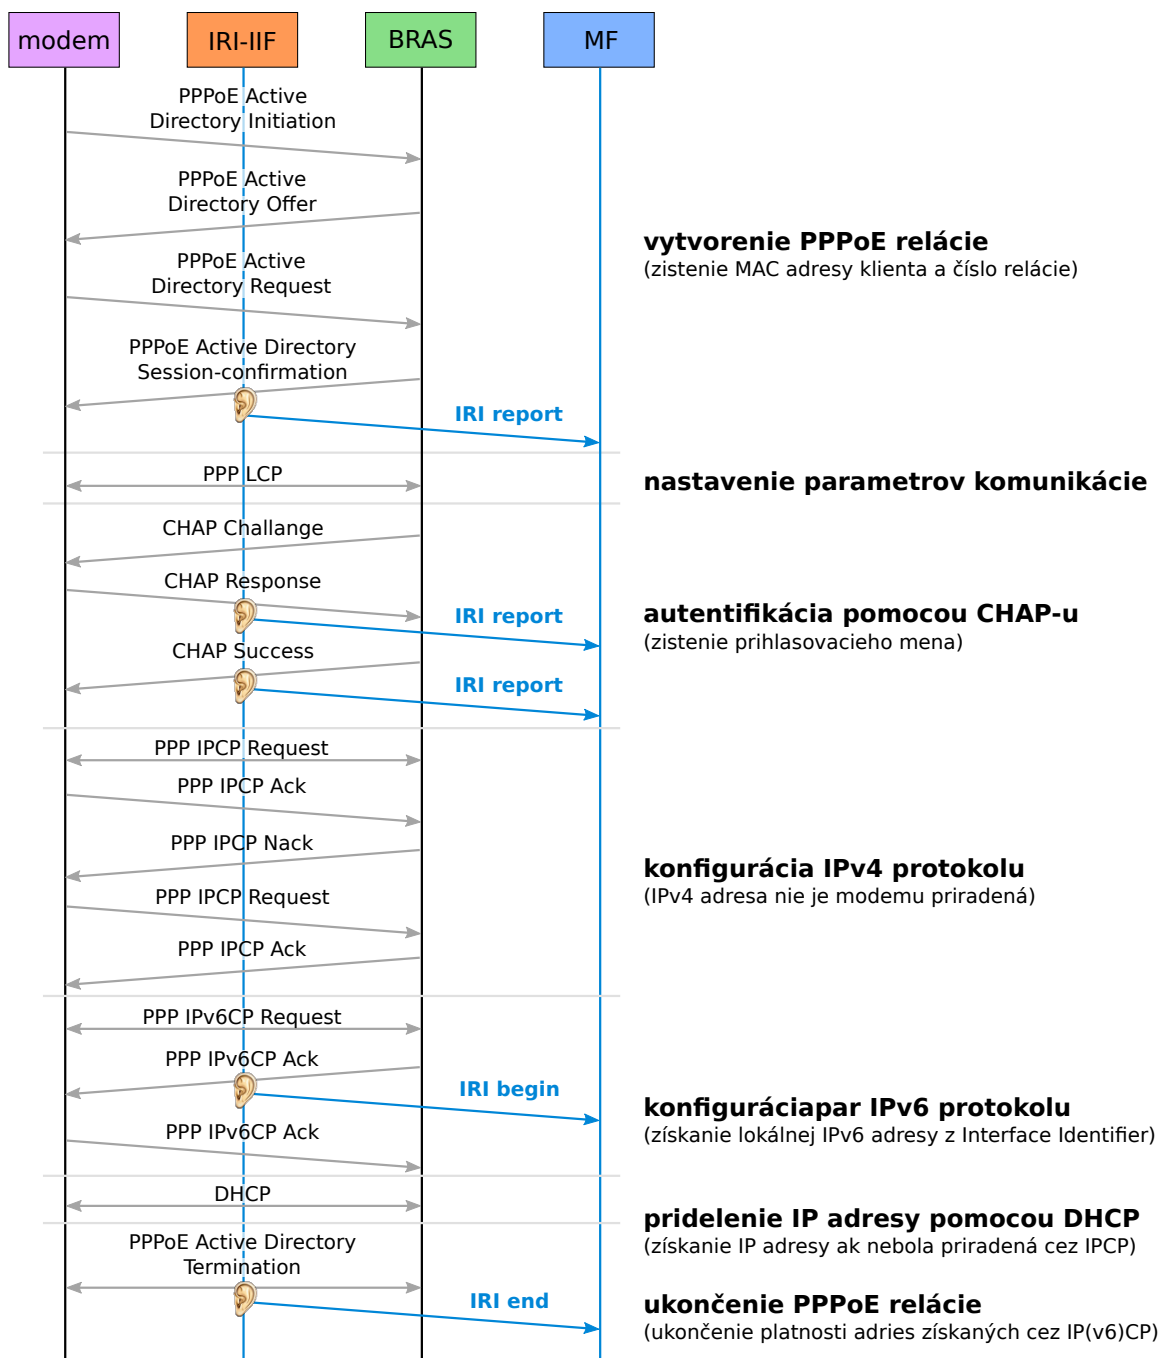 modem
IRI-IIF
BRAS
MF
PPPoE Active
Directory Initiation
PPPoE Active
Directory Offer
vytvorenie PPPoE relácie
(zistenie MAC adresy klienta a číslo relácie)
PPPoE Active
Directory Request
PPPoE Active Directory
Session-confirmation
IRI report
PPP LCP
nastavenie parametrov komunikácie
CHAP Challange
CHAP Response
IRI report
autentifikácia pomocou CHAP-u
(zistenie prihlasovacieho mena)
CHAP Success
IRI report
PPP IPCP Request
PPP IPCP Ack
PPP IPCP Nack
konfigurácia IPv4 protokolu
(IPv4 adresa nie je modemu priradená)
PPP IPCP Request
PPP IPCP Ack
PPP IPv6CP Request
PPP IPv6CP Ack
IRI begin
konfiguráciapar IPv6 protokolu
(získanie lokálnej IPv6 adresy z Interface Identifier)
PPP IPv6CP Ack
DHCP
pridelenie IP adresy pomocou DHCP
(získanie IP adresy ak nebola priradená cez IPCP)
PPPoE Active Directory
Termination
IRI end
ukončenie PPPoE relácie
(ukončenie platnosti adries získaných cez IP(v6)CP)